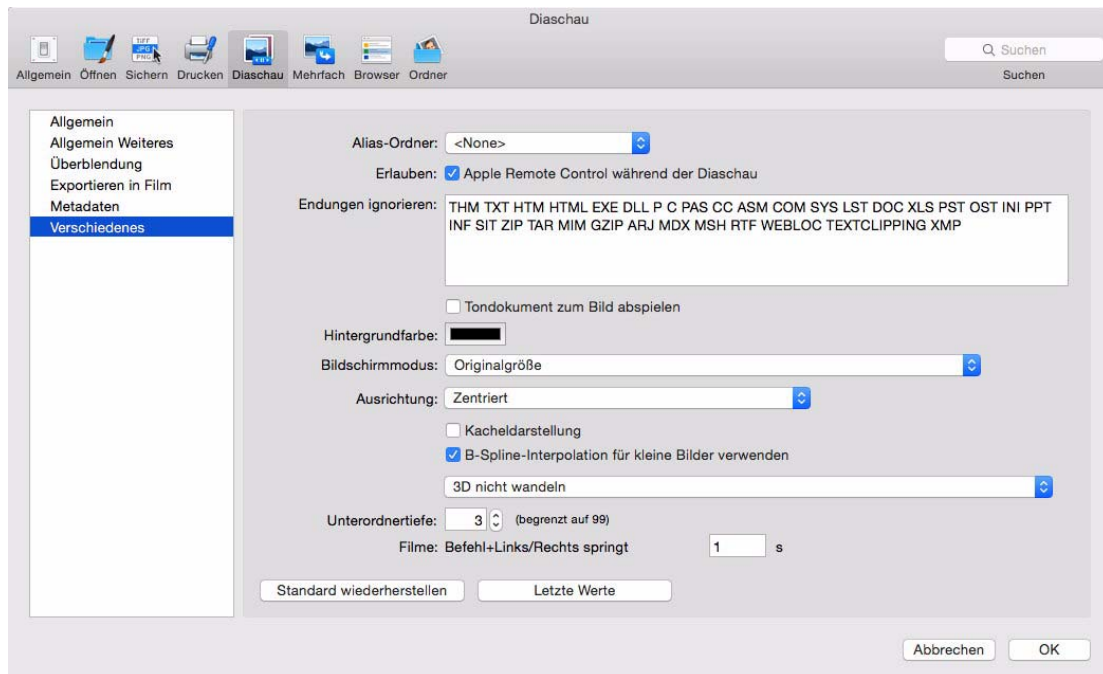 Diaschau
TIFF
JPG
PNG
Allgemein Öffnen Sichern Drucken Diaschau Mehrfach Browser Ordner
Suchen
Suchen
Allgemein
Allgemein Weiteres
Überblendung
Exportieren in Film
Metadaten
Verschiedenes
Alias-Ordner: <None>
Erlauben: Apple Remote Control während der Diaschau
Endungen ignorieren: THM TXT HTM HTML EXE DLL P C PAS CC ASM COM SYS LST DOC XLS PST OST INI PPT
INF SIT ZIP TAR MIM GZIP ARJ MDX MSH RTF WEBLOC TEXTCLIPPING XMP
Tondokument zum Bild abspielen
Hintergrundfarbe:
Bildschirmmodus: Originalgröße
Ausrichtung: Zentriert
Kacheldarstellung
B-Spline-Interpolation für kleine Bilder verwenden
3D nicht wandeln
Unterordnertiefe: 3 (begrenzt auf 99)
Filme: Befehl+Links/Rechts springt 1 s
Standard wiederherstellen Letzte Werte
Abbrechen OK